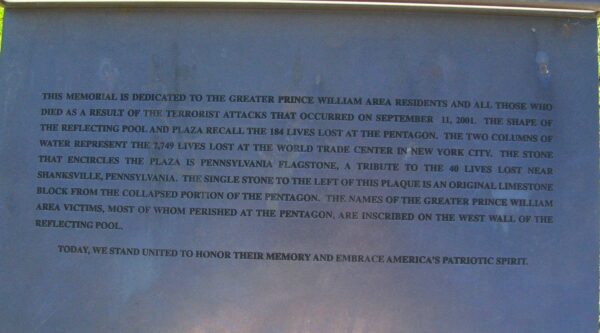 THIS MEMORIAL IS DEDICATED TO THE GREATER PRINCE WILLIAM AREA RESIDENTS AND ALL THOSE WHO
DIED AS A RESULT OF THE TERRORIST ATTACKS THAT OCCURRED ON SEPTEMBER 11, 2001. THE SHAPE OF
THE REFLECTING POOL AND PLAZA RECALL THE 184 LIVES LOST AT THE PENTAGON. THE TWO COLUMNS OF
WATER REPRESENT THE 2,749 LIVES LOST AT THE WORLD TRADE CENTER IN NEW YORK CITY. THE STONE
THAT ENCIRCLES THE PLAZA IS PENNSYLVANIA FLAGSTONE, A TRIBUTE TO THE 40 LIVES LOST NEAR
SHANKSVILLE, PENNSYLVANIA. THE SINGLE STONE TO THE LEFT OF THIS PLAQUE IS AN ORIGINAL LIMESTONE
BLOCK FROM THE COLLAPSED PORTION OF THE PENTAGON. THE NAMES OF THE GREATER PRINCE WILLIAM
AREA VICTIMS, MOST OF WHOM PERISHED AT THE PENTAGON, ARE INSCRIBED ON THE WEST WALL OF THE
REFLECTING POOL.
TODAY, WE STAND UNITED TO HONOR THEIR MEMORY AND EMBRACE AMERICA'S PATRIOTIC SPIRIT.